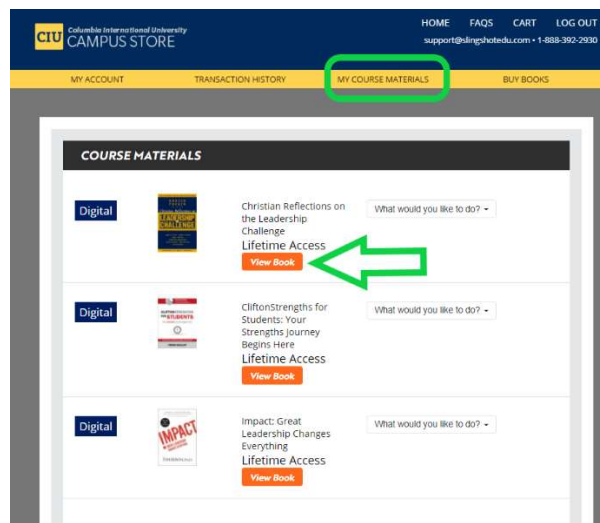 CIU
Columbia International University
CAMPUS STORE
HOME FAQS CART LOG OUT
support@slingshotedu.com • 1-888-392-2930
MY ACCOUNT TRANSACTION HISTORY MY COURSE MATERIALS BUY BOOKS
COURSE MATERIALS
Digital
LEADERSHIP
CHALLENGE
Christian Reflections on
the Leadership
Challenge
Lifetime Access
View Book
What would you like to do?
Digital
STUDENTS
CliftonStrengths for
Students: Your
Strengths Journey
Begins Here
Lifetime Access
View Book
What would you like to do?
Digital
IMPACT
Impact: Great
Leadership Changes
Everything
Lifetime Access
View Book
What would you like to do?